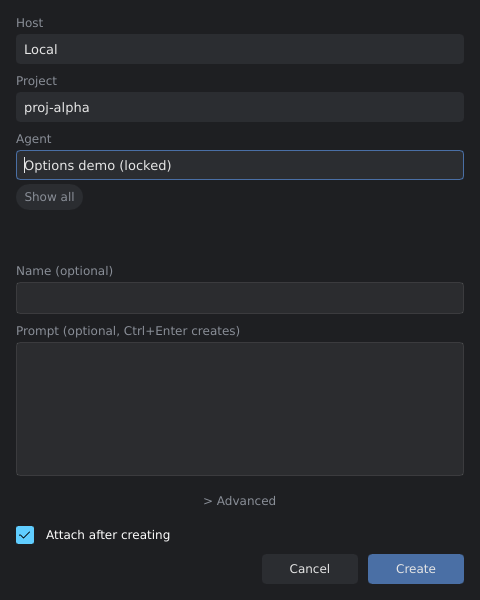 Host
Local
Project
proj-alpha
Agent
Options demo (locked)
Show all
Name (optional)
Prompt (optional, Ctrl+Enter creates)
> Advanced
Attach after creating
Cancel
Create